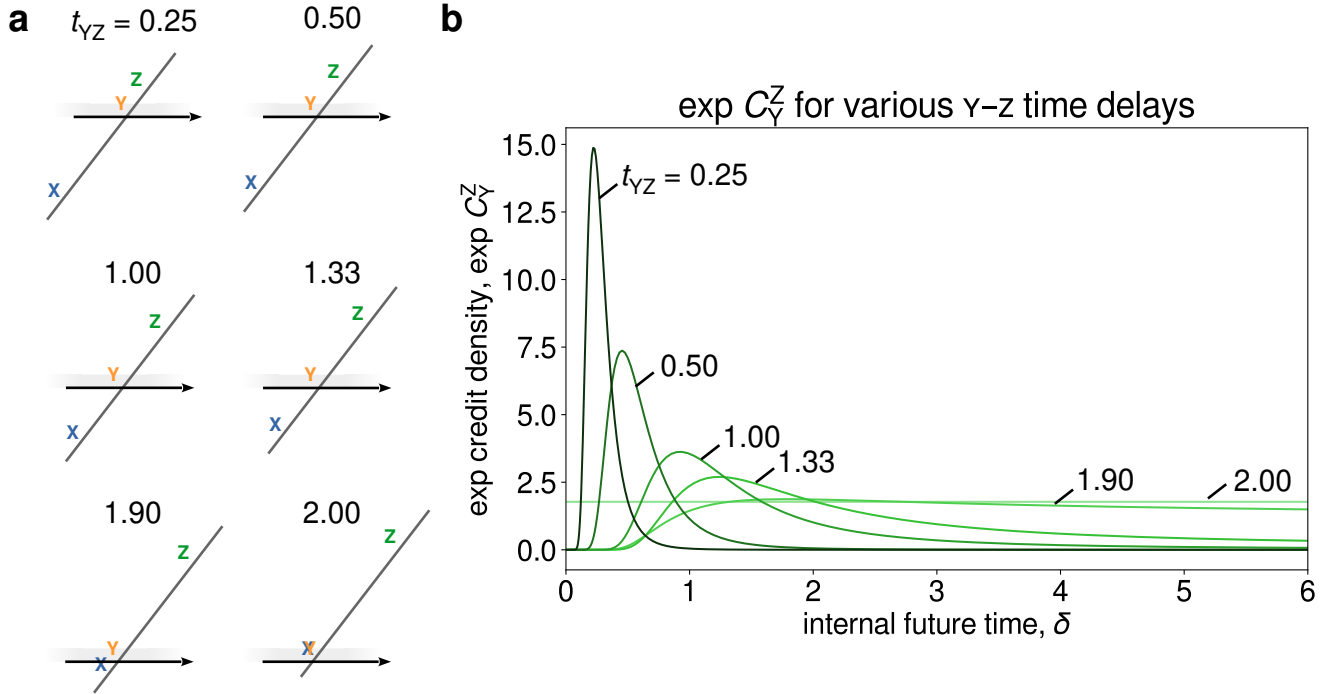 a
t_YZ = 0.25
0.50
Z
Y
X
Z
Y
X
1.00
1.33
Z
Y
X
Z
Y
X
1.90
2.00
Z
Y
X
Z
Y
X
b
exp C_Y^Z for various Y–Z time delays
exp credit density, exp C_Y^Z
15.0
12.5
10.0
7.5
5.0
2.5
0.0
t_YZ = 0.25
0.50
1.00
1.33
1.90
2.00
0 1 2 3 4 5 6
internal future time, δ